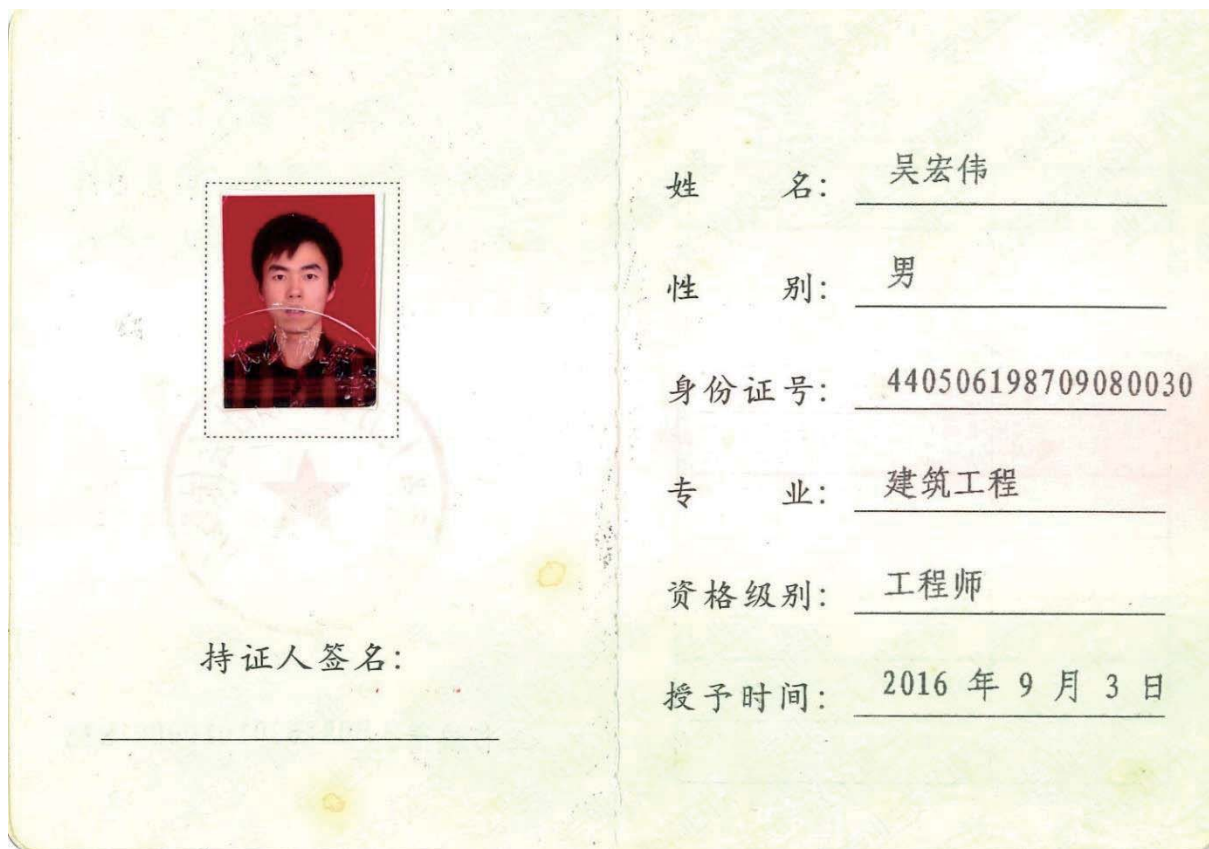 持证人签名:
姓 名: 吴宏伟
性 别: 男
身份证号: 440506198709080030
专 业: 建筑工程
资格级别: 工程师
授予时间: 2016 年 9 月 3 日